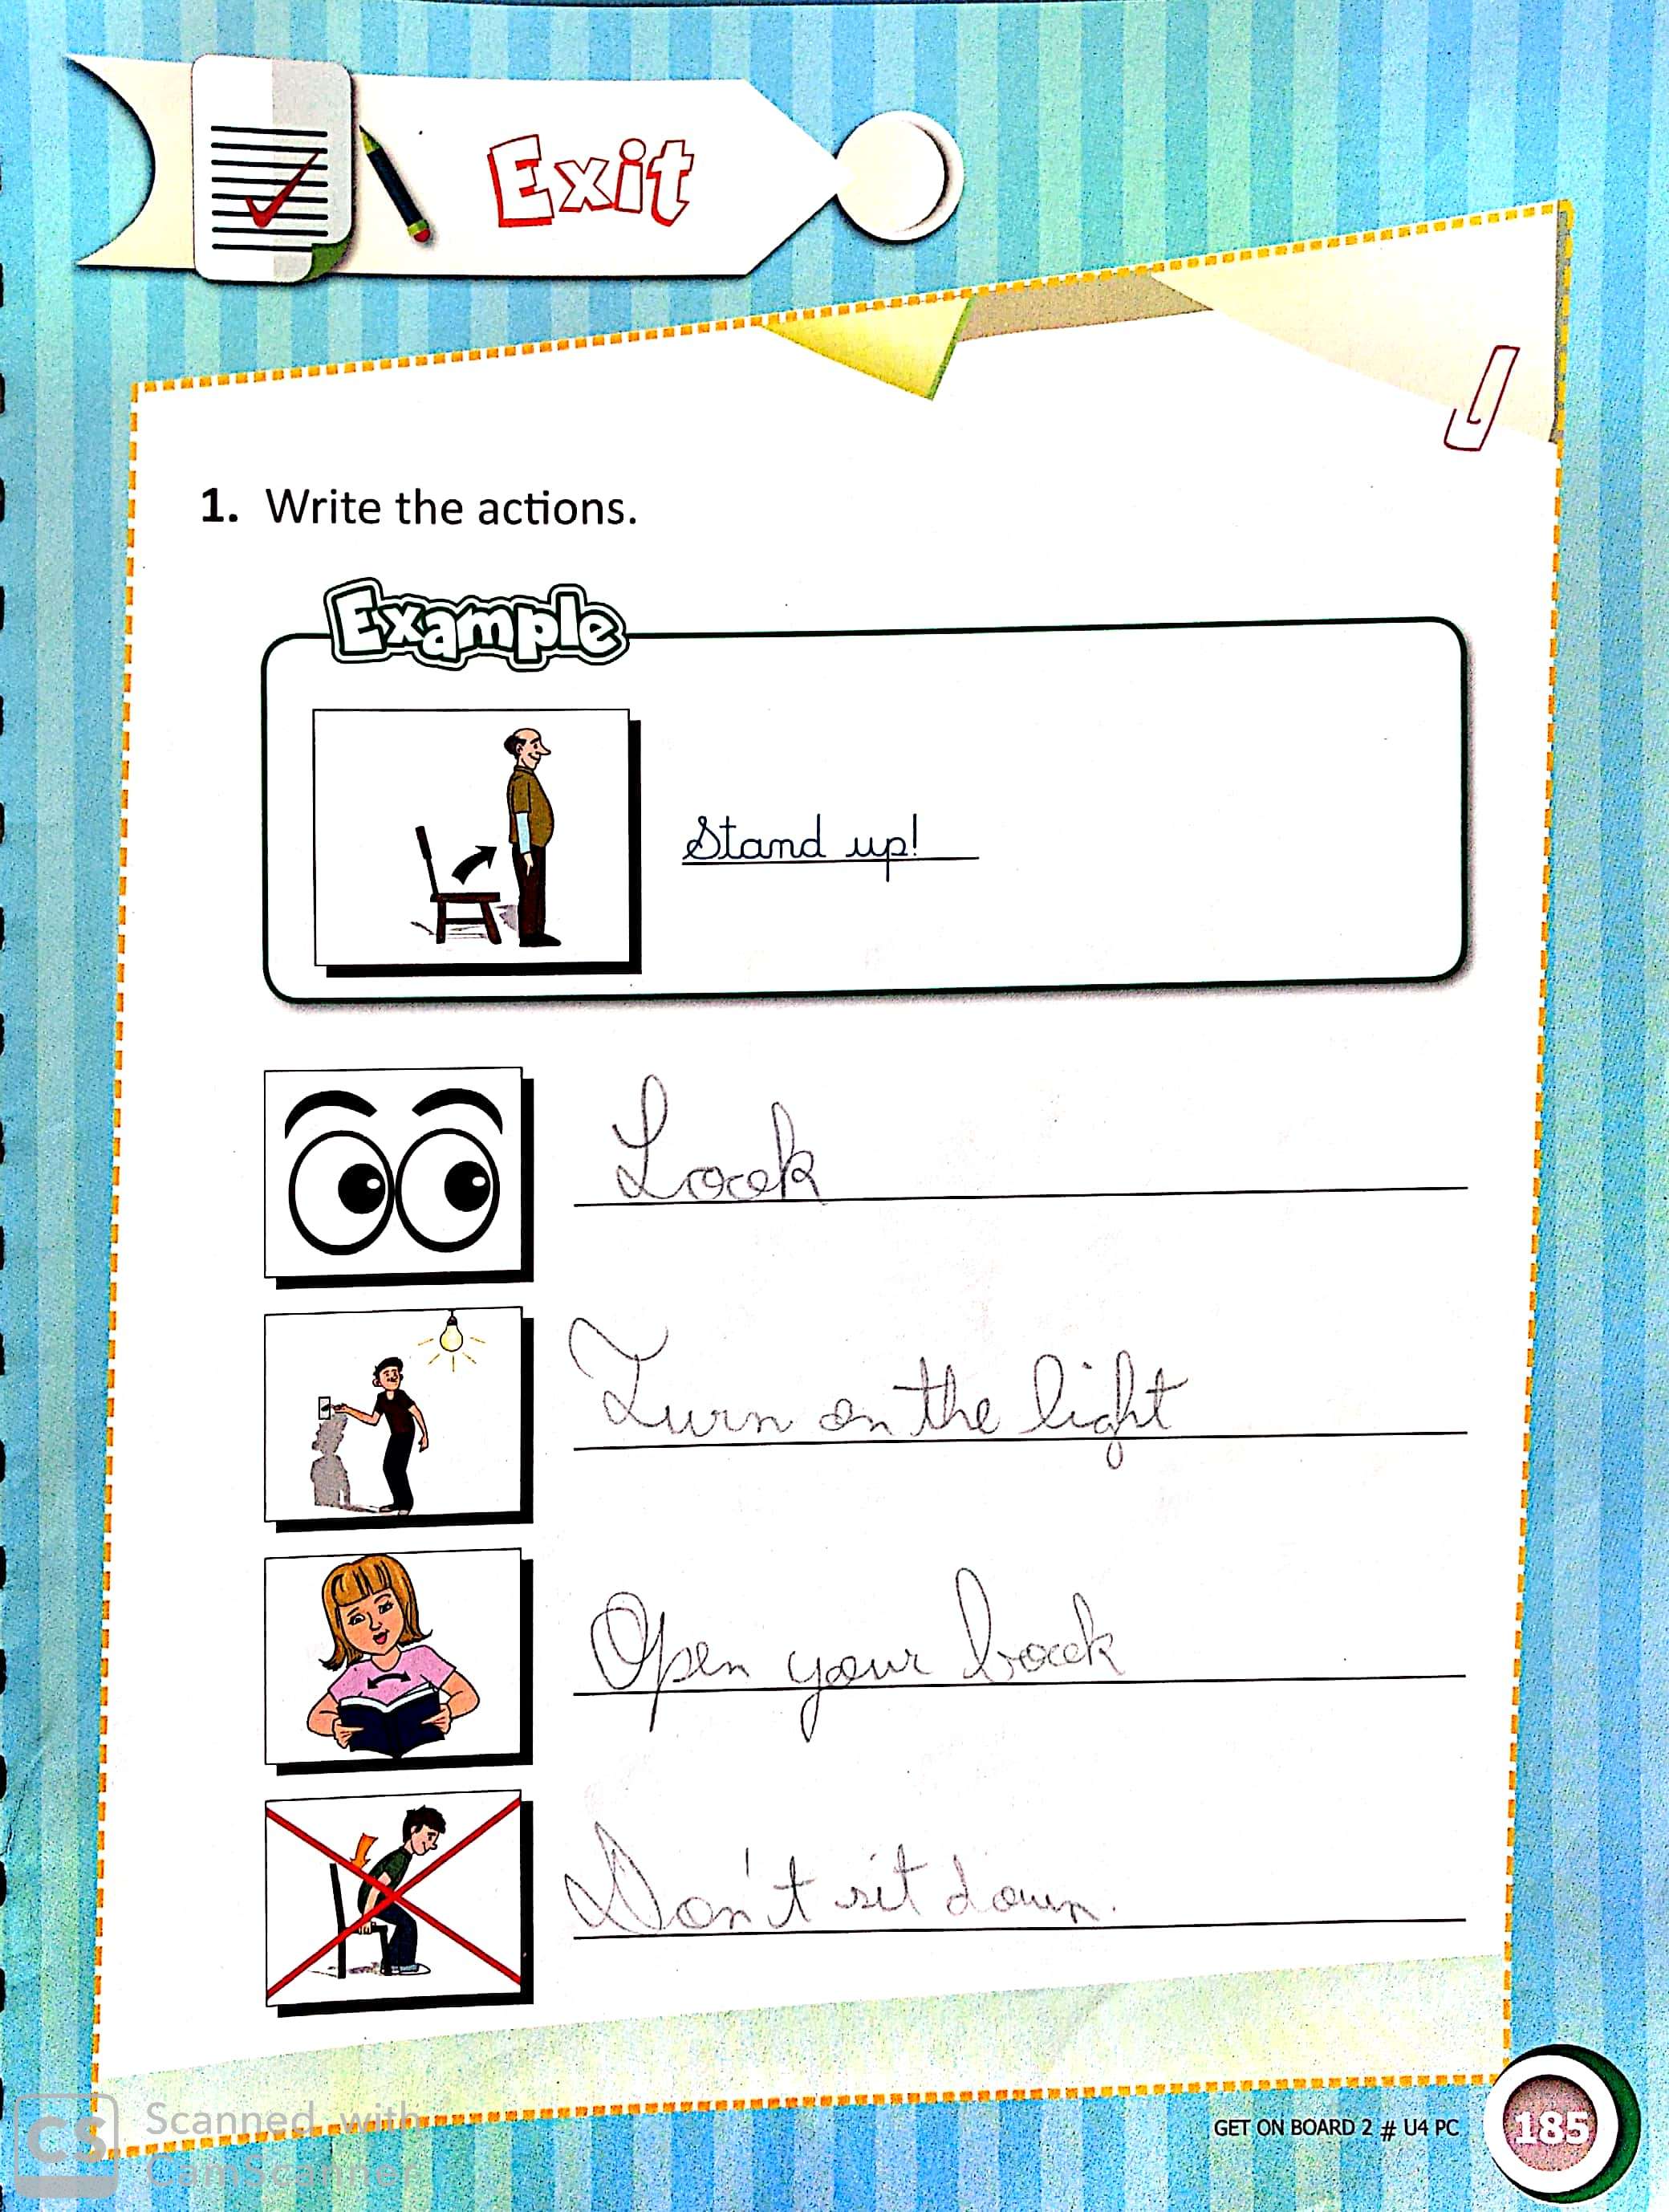 Exit
1. Write the actions.
Example
Stand up!
Look
Turn on the light
Open your book
Don't sit down.
GET ON BOARD 2 # U4 PC
185
CS
Scanned with
CamScanner